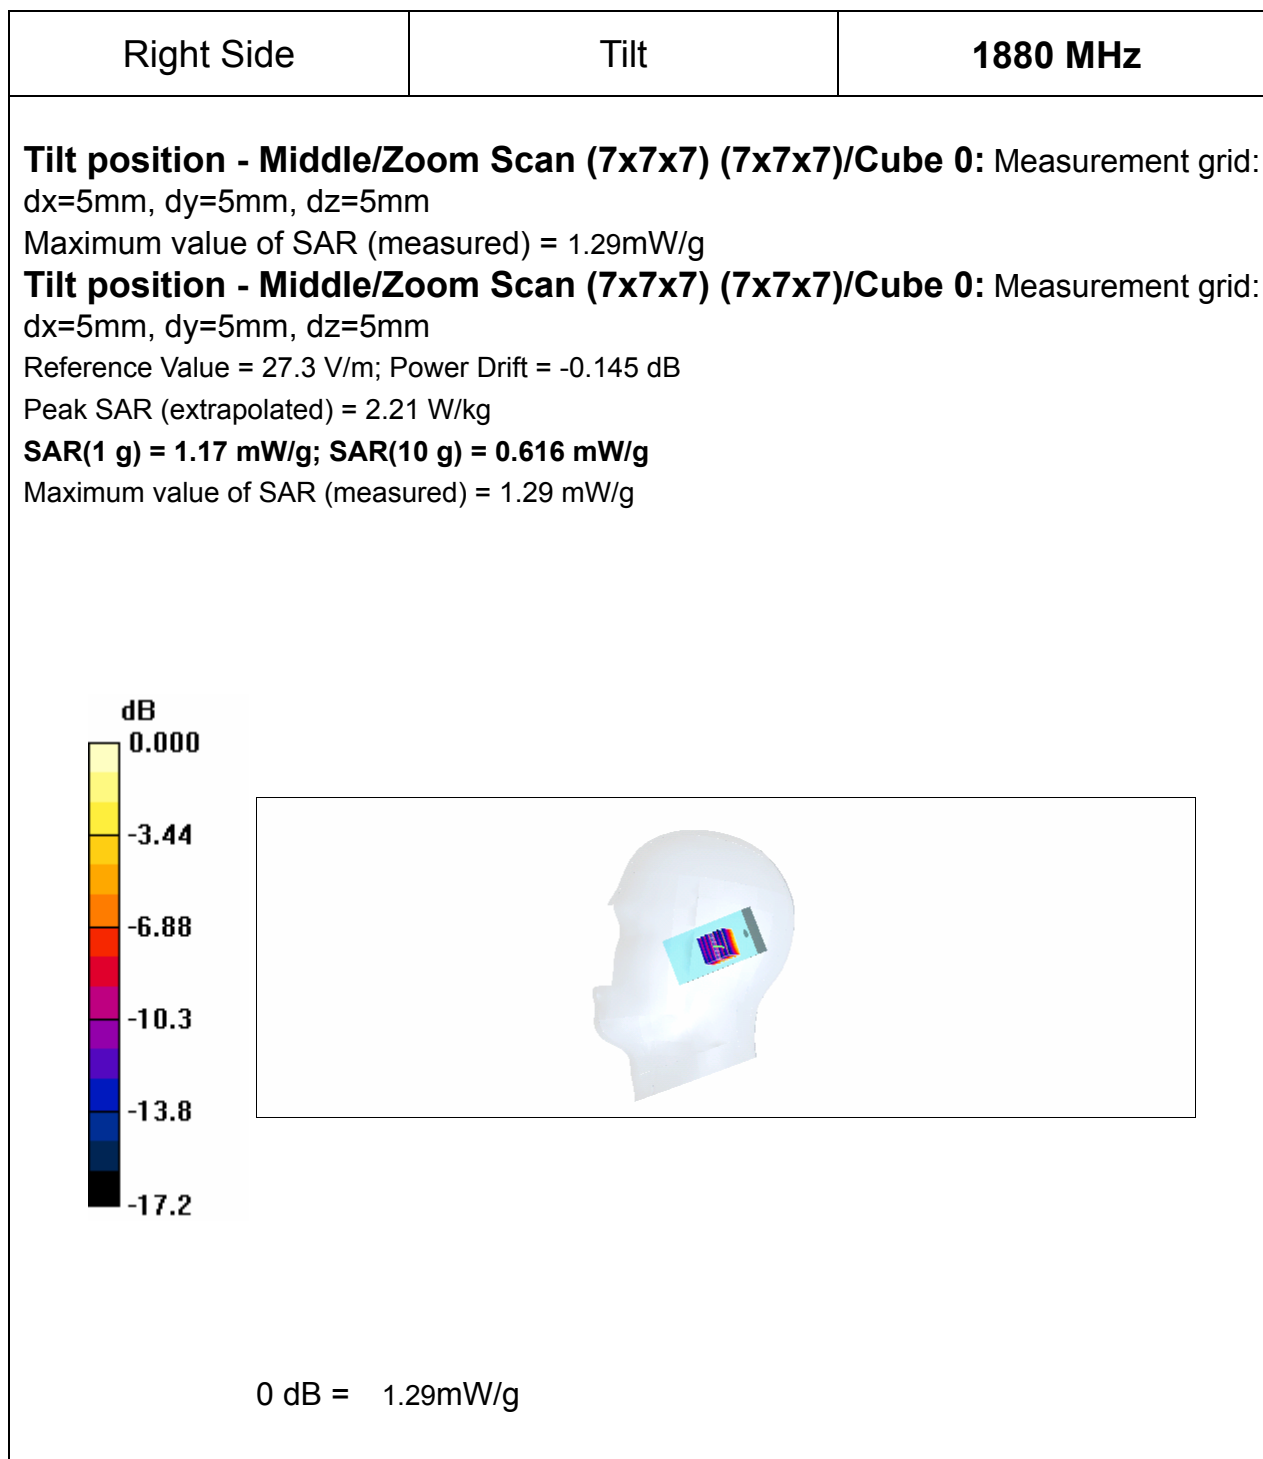 Right Side Tilt 1880 MHz
Tilt position - Middle/Zoom Scan (7x7x7) (7x7x7)/Cube 0: Measurement grid:
dx=5mm, dy=5mm, dz=5mm
Maximum value of SAR (measured) = 1.29mW/g
Tilt position - Middle/Zoom Scan (7x7x7) (7x7x7)/Cube 0: Measurement grid:
dx=5mm, dy=5mm, dz=5mm
Reference Value = 27.3 V/m; Power Drift = -0.145 dB
Peak SAR (extrapolated) = 2.21 W/kg
SAR(1 g) = 1.17 mW/g; SAR(10 g) = 0.616 mW/g
Maximum value of SAR (measured) = 1.29 mW/g
dB
0.000
-3.44
-6.88
-10.3
-13.8
-17.2
0 dB = 1.29mW/g